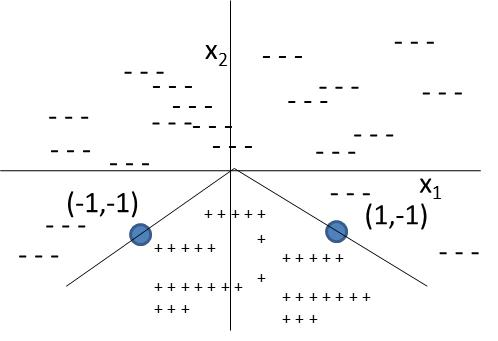 x₂
x₁
(-1,-1)
(1,-1)